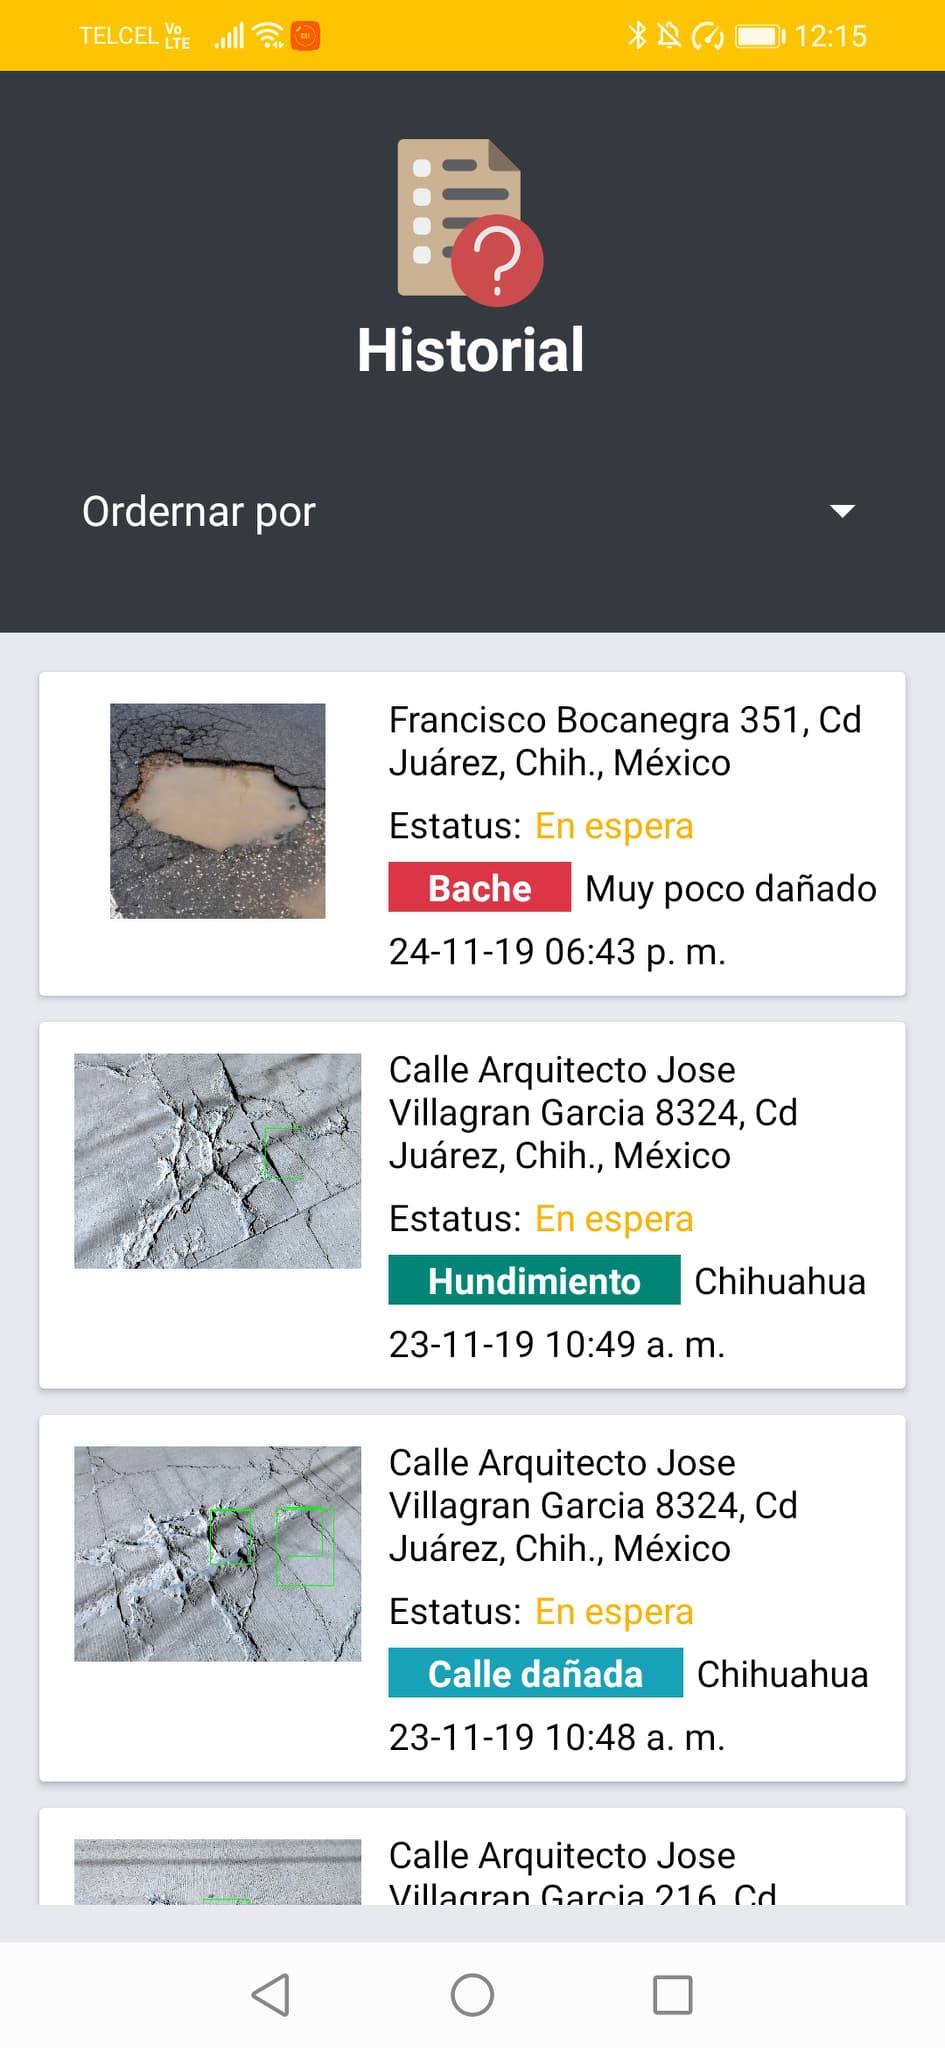 TELCEL Vo LTE 12:15
Historial
Ordernar por
Francisco Bocanegra 351, Cd
Juárez, Chih., México
Estatus: En espera
Bache Muy poco dañado
24-11-19 06:43 p. m.
Calle Arquitecto Jose
Villagran Garcia 8324, Cd
Juárez, Chih., México
Estatus: En espera
Hundimiento Chihuahua
23-11-19 10:49 a. m.
Calle Arquitecto Jose
Villagran Garcia 8324, Cd
Juárez, Chih., México
Estatus: En espera
Calle dañada Chihuahua
23-11-19 10:48 a. m.
Calle Arquitecto Jose
Villagran Garcia 216, Cd